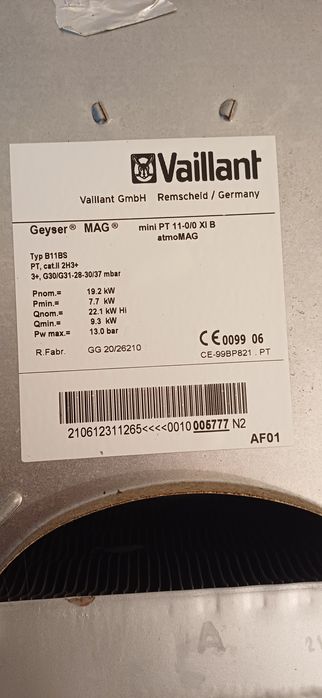 Vaillant
Vaillant GmbH Remscheid / Germany
Geyser® MAG® mini PT 11-0/0 XI B
atmoMAG
Typ B11BS
PT, cat.II 2H3+
3+, G30/G31-28-30/37 mbar
Pnom.= 19.2 kW
Pmin.= 7.7 kW
Qnom.= 22.1 kW Hi
Qmin.= 9.3 kW
Pw max.= 13.0 bar
CE 0099 06
R.Fabr. GG 20/26210
CE-99BP821 . PT
210612311265<<<<0010005777 N2
AF01
A